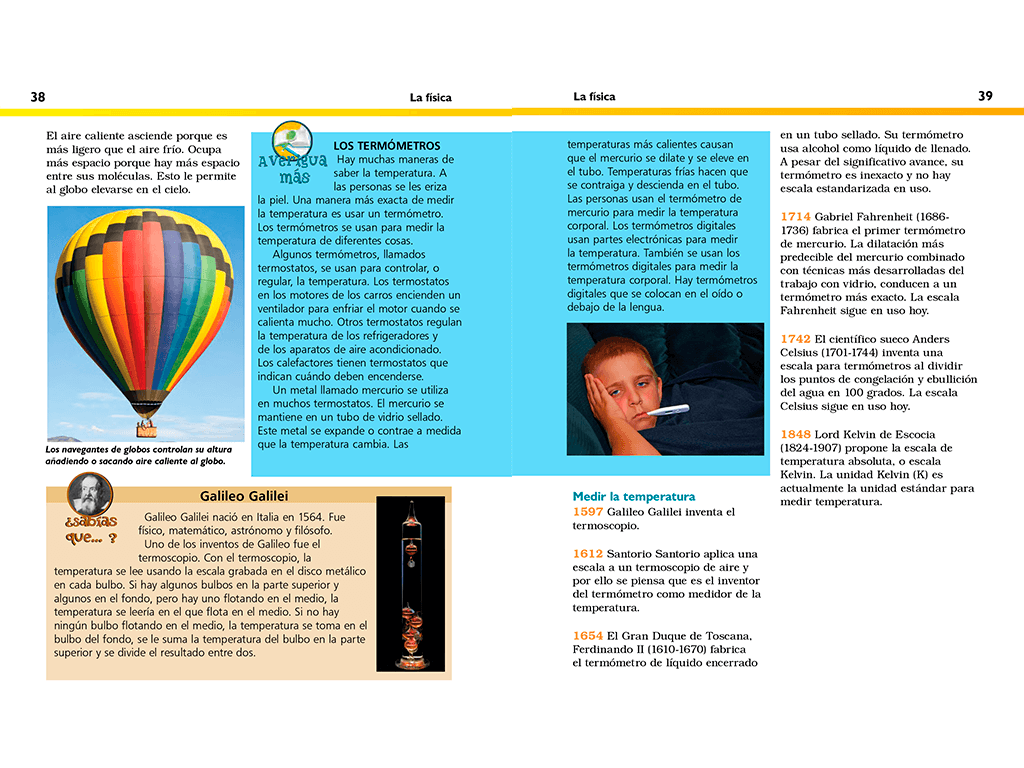 38
La física
El aire caliente asciende porque es
más ligero que el aire frío. Ocupa
más espacio porque hay más espacio
entre sus moléculas. Esto le permite
al globo elevarse en el cielo.
Los navegantes de globos controlan su altura
añadiendo o sacando aire caliente al globo.
Averigua
más
LOS TERMÓMETROS
Hay muchas maneras de
saber la temperatura. A
las personas se les eriza
la piel. Una manera más exacta de medir
la temperatura es usar un termómetro.
Los termómetros se usan para medir la
temperatura de diferentes cosas.
Algunos termómetros, llamados
termostatos, se usan para controlar, o
regular, la temperatura. Los termostatos
en los motores de los carros encienden un
ventilador para enfriar el motor cuando se
calienta mucho. Otros termostatos regulan
la temperatura de los refrigeradores y
de los aparatos de aire acondicionado.
Los calefactores tienen termostatos que
indican cuándo deben encenderse.
Un metal llamado mercurio se utiliza
en muchos termostatos. El mercurio se
mantiene en un tubo de vidrio sellado.
Este metal se expande o contrae a medida
que la temperatura cambia. Las
¿sabías
que... ?
Galileo Galilei
Galileo Galilei nació en Italia en 1564. Fue
físico, matemático, astrónomo y filósofo.
Uno de los inventos de Galileo fue el
termoscopio. Con el termoscopio, la
temperatura se lee usando la escala grabada en el disco metálico
en cada bulbo. Si hay algunos bulbos en la parte superior y
algunos en el fondo, pero hay uno flotando en el medio, la
temperatura se leería en el que flota en el medio. Si no hay
ningún bulbo flotando en el medio, la temperatura se toma en el
bulbo del fondo, se le suma la temperatura del bulbo en la parte
superior y se divide el resultado entre dos.
La física
39
temperaturas más calientes causan
que el mercurio se dilate y se eleve en
el tubo. Temperaturas frías hacen que
se contraiga y descienda en el tubo.
Las personas usan el termómetro de
mercurio para medir la temperatura
corporal. Los termómetros digitales
usan partes electrónicas para medir
la temperatura. También se usan los
termómetros digitales para medir la
temperatura corporal. Hay termómetros
digitales que se colocan en el oído o
debajo de la lengua.
Medir la temperatura
1597 Galileo Galilei inventa el
termoscopio.
1612 Santorio Santorio aplica una
escala a un termoscopio de aire y
por ello se piensa que es el inventor
del termómetro como medidor de la
temperatura.
1654 El Gran Duque de Toscana,
Ferdinando II (1610-1670) fabrica
el termómetro de líquido encerrado
en un tubo sellado. Su termómetro
usa alcohol como líquido de llenado.
A pesar del significativo avance, su
termómetro es inexacto y no hay
escala estandarizada en uso.
1714 Gabriel Fahrenheit (1686-
1736) fabrica el primer termómetro
de mercurio. La dilatación más
predecible del mercurio combinado
con técnicas más desarrolladas del
trabajo con vidrio, conducen a un
termómetro más exacto. La escala
Fahrenheit sigue en uso hoy.
1742 El científico sueco Anders
Celsius (1701-1744) inventa una
escala para termómetros al dividir
los puntos de congelación y ebullición
del agua en 100 grados. La escala
Celsius sigue en uso hoy.
1848 Lord Kelvin de Escocia
(1824-1907) propone la escala de
temperatura absoluta, o escala
Kelvin. La unidad Kelvin (K) es
actualmente la unidad estándar para
medir temperatura.